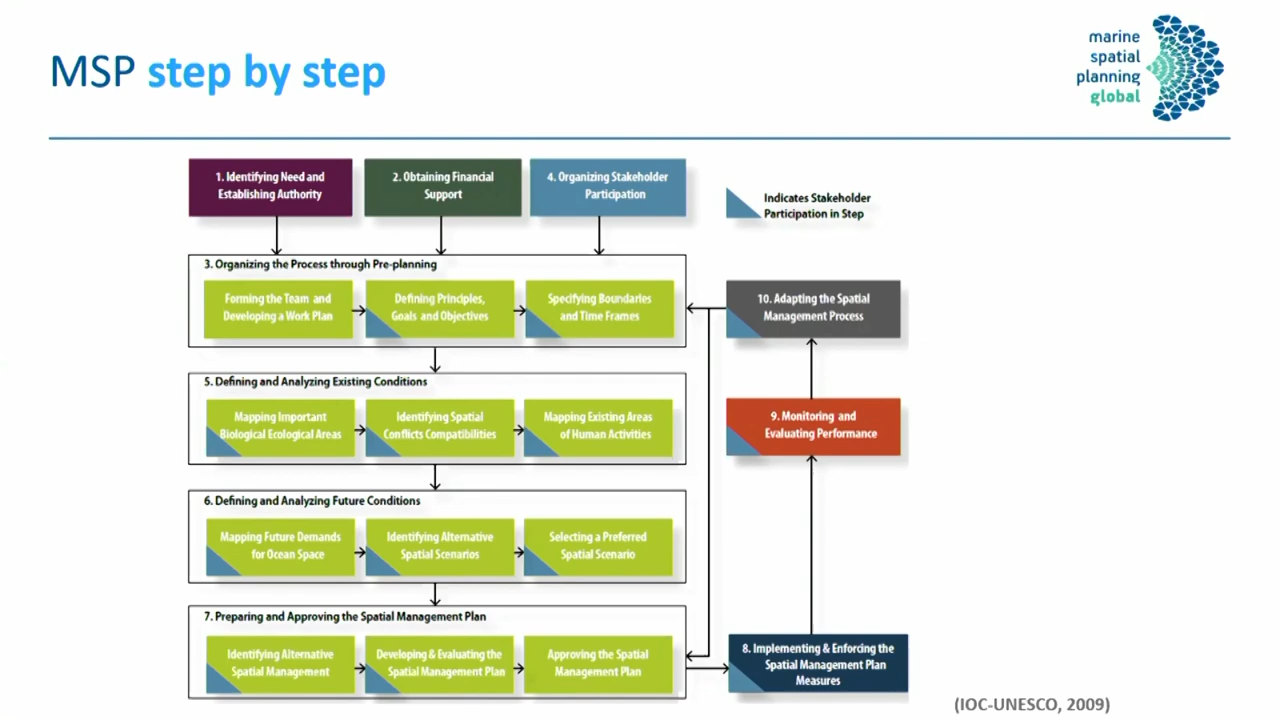 MSP step by step
marine
spatial
planning
global
1. Identifying Need and
Establishing Authority
2. Obtaining Financial
Support
4. Organizing Stakeholder
Participation
Indicates Stakeholder
Participation in Step
3. Organizing the Process through Pre-planning
Forming the Team and
Developing a Work Plan
Defining Principles,
Goals and Objectives
Specifying Boundaries
and Time Frames
10. Adapting the Spatial
Management Process
5. Defining and Analyzing Existing Conditions
Mapping Important
Biological Ecological Areas
Identifying Spatial
Conflicts Compatibilities
Mapping Existing Areas
of Human Activities
9. Monitoring and
Evaluating Performance
6. Defining and Analyzing Future Conditions
Mapping Future Demands
for Ocean Space
Identifying Alternative
Spatial Scenarios
Selecting a Preferred
Spatial Scenario
7. Preparing and Approving the Spatial Management Plan
Identifying Alternative
Spatial Management
Developing & Evaluating the
Spatial Management Plan
Approving the Spatial
Management Plan
8. Implementing & Enforcing the
Spatial Management Plan
Measures
(IOC-UNESCO, 2009)